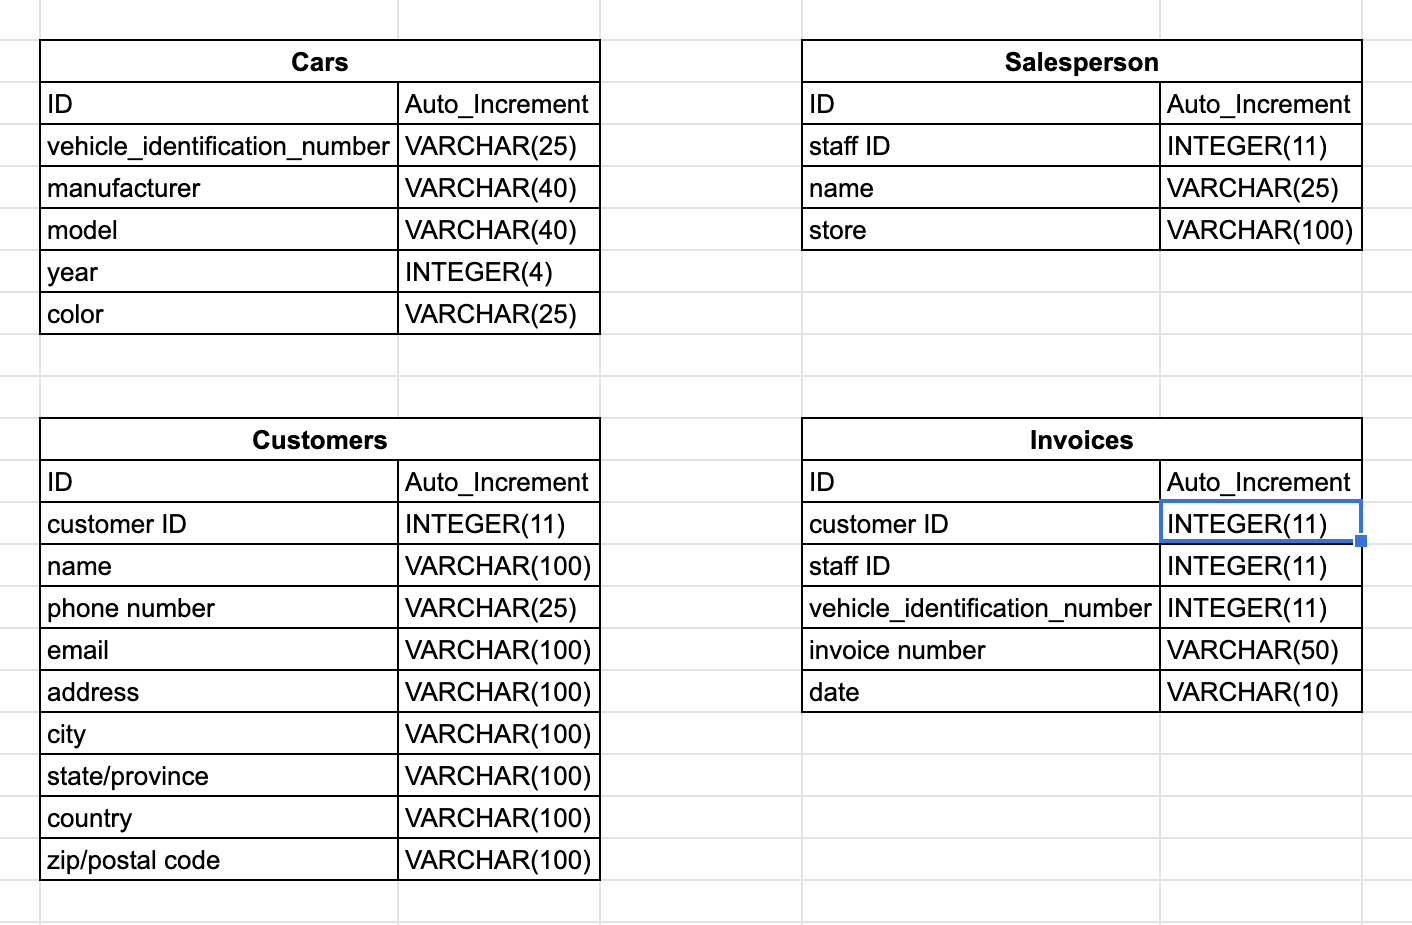 Cars
ID Auto_Increment
vehicle_identification_number VARCHAR(25)
manufacturer VARCHAR(40)
model VARCHAR(40)
year INTEGER(4)
color VARCHAR(25)
Salesperson
ID Auto_Increment
staff ID INTEGER(11)
name VARCHAR(25)
store VARCHAR(100)
Customers
ID Auto_Increment
customer ID INTEGER(11)
name VARCHAR(100)
phone number VARCHAR(25)
email VARCHAR(100)
address VARCHAR(100)
city VARCHAR(100)
state/province VARCHAR(100)
country VARCHAR(100)
zip/postal code VARCHAR(100)
Invoices
ID Auto_Increment
customer ID INTEGER(11)
staff ID INTEGER(11)
vehicle_identification_number INTEGER(11)
invoice number VARCHAR(50)
date VARCHAR(10)